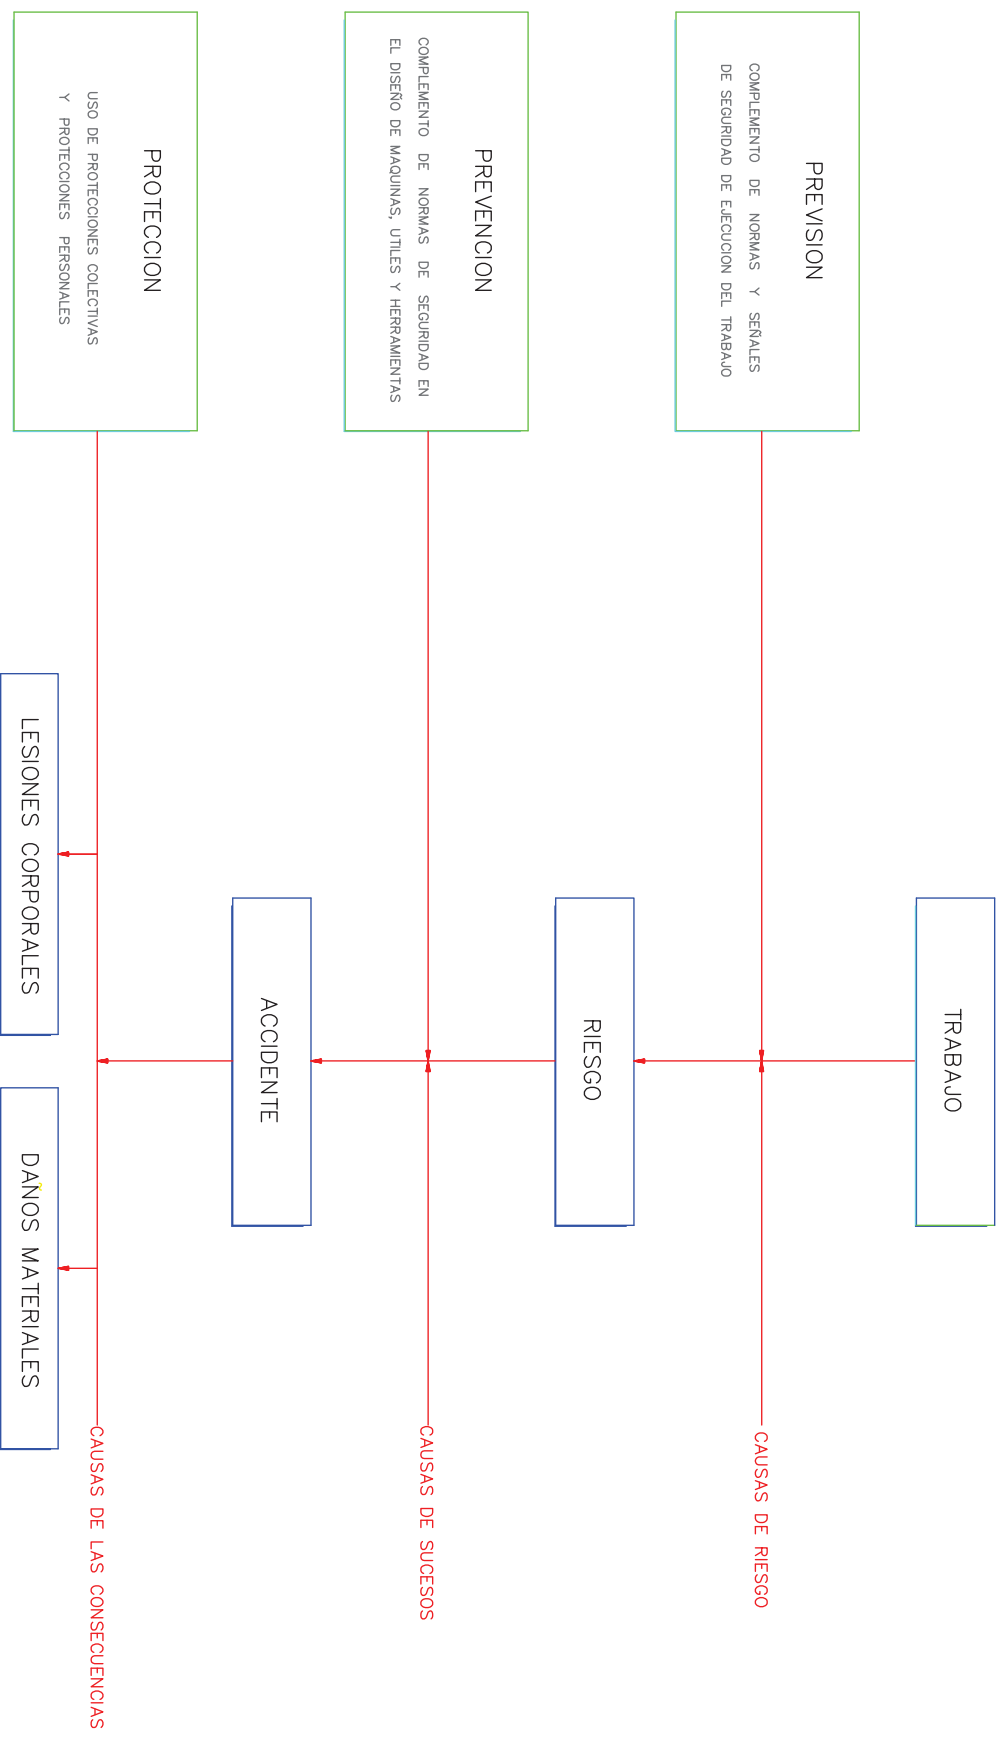 TRABAJO
PREVISION
COMPLEMENTO DE NORMAS Y SEÑALES
DE SEGURIDAD DE EJECUCION DEL TRABAJO
CAUSAS DE RIESGO
RIESGO
PREVENCION
COMPLEMENTO DE NORMAS DE SEGURIDAD EN
EL DISEÑO DE MAQUINAS, UTILES Y HERRAMIENTAS
CAUSAS DE SUCESOS
ACCIDENTE
PROTECCION
USO DE PROTECCIONES COLECTIVAS
Y PROTECCIONES PERSONALES
CAUSAS DE LAS CONSECUENCIAS
LESIONES CORPORALES
DAÑOS MATERIALES